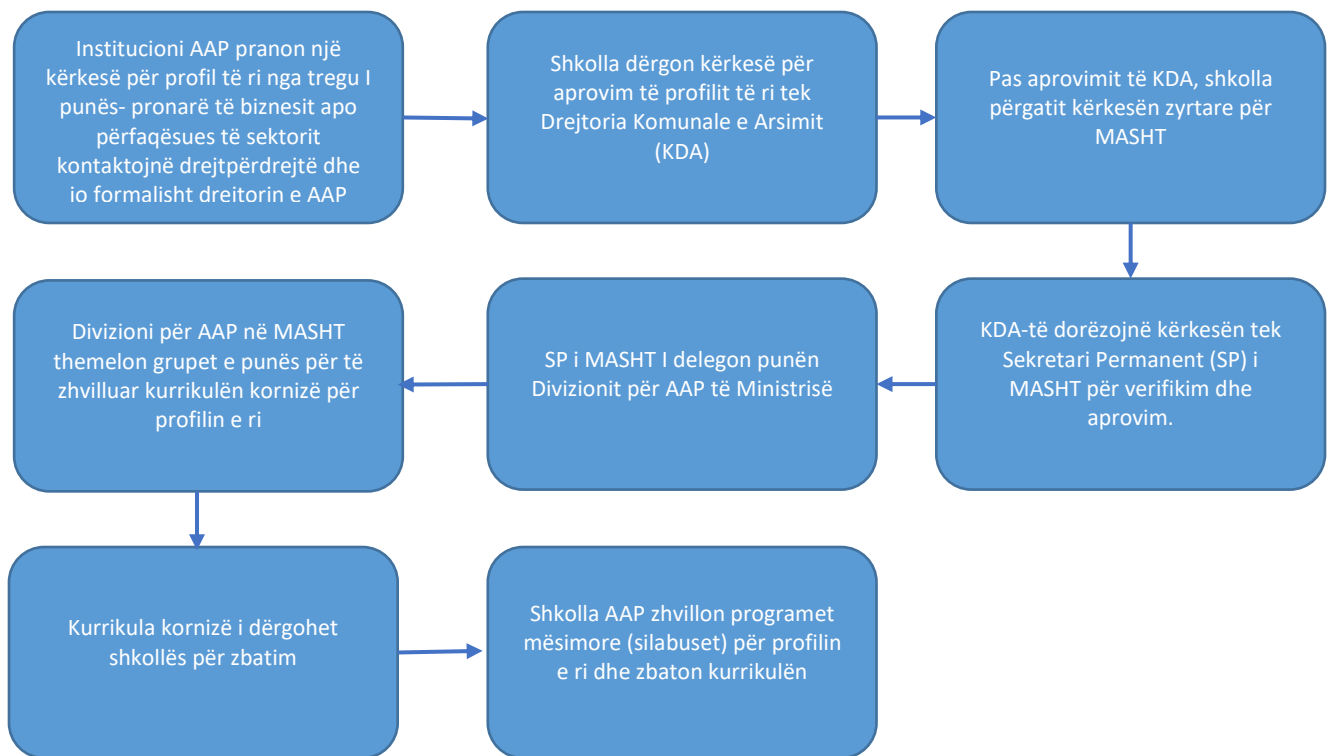 Institucioni AAP pranon një
kërkesë për profil të ri nga tregu I
punës- pronarë të biznesit apo
përfaqësues të sektorit
kontaktojnë drejtpërdrejtë dhe
jo formalisht drejtorin e AAP
Shkolla dërgon kërkesë për
aprovim të profilit të ri tek
Drejtoria Komunale e Arsimit
(KDA)
Pas aprovimit të KDA, shkolla
përgatit kërkesën zyrtare për
MASHT
KDA-të dorëzojnë kërkesën tek
Sekretari Permanent (SP) i
MASHT për verifikim dhe
aprovim.
SP i MASHT I delegon punën
Divizionit për AAP të Ministrisë
Divizioni për AAP në MASHT
themelon grupet e punës për të
zhvilluar kurrikulën kornizë për
profilin e ri
Kurrikula kornizë i dërgohet
shkollës për zbatim
Shkolla AAP zhvillon programet
mësimore (silabuset) për profilin
e ri dhe zbaton kurrikulën